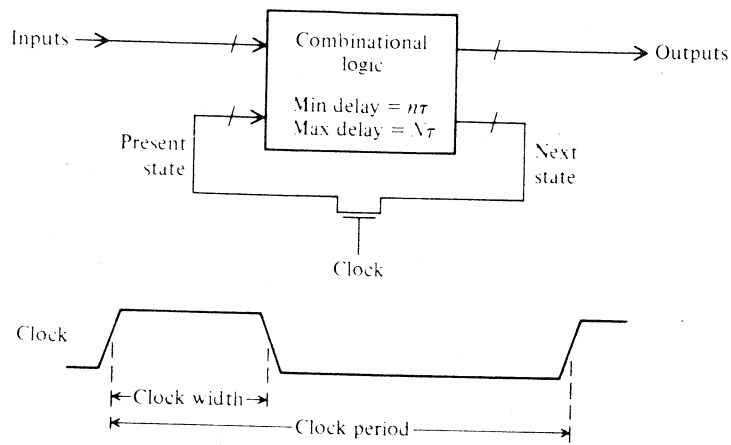 Inputs
Combinational
logic
Outputs
Min delay = nτ
Max delay = Nτ
Present
state
Next
state
Clock
Clock
Clock width
Clock period